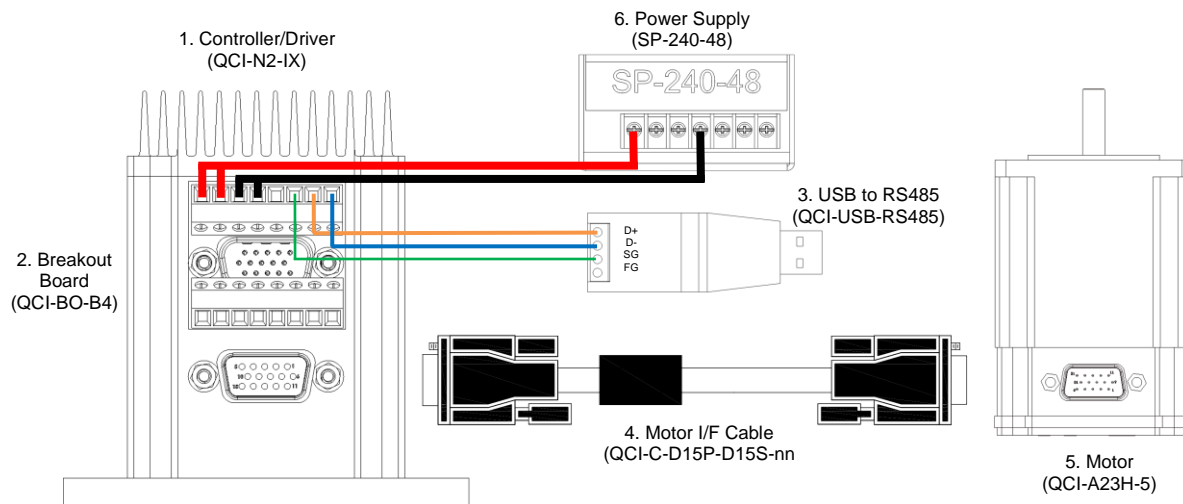 6. Power Supply
(SP-240-48)
1. Controller/Driver
(QCI-N2-IX)
SP-240-48
3. USB to RS485
(QCI-USB-RS485)
D+
D-
SG
FG
2. Breakout
Board
(QCI-BO-B4)
4. Motor I/F Cable
(QCI-C-D15P-D15S-nn
5. Motor
(QCI-A23H-5)